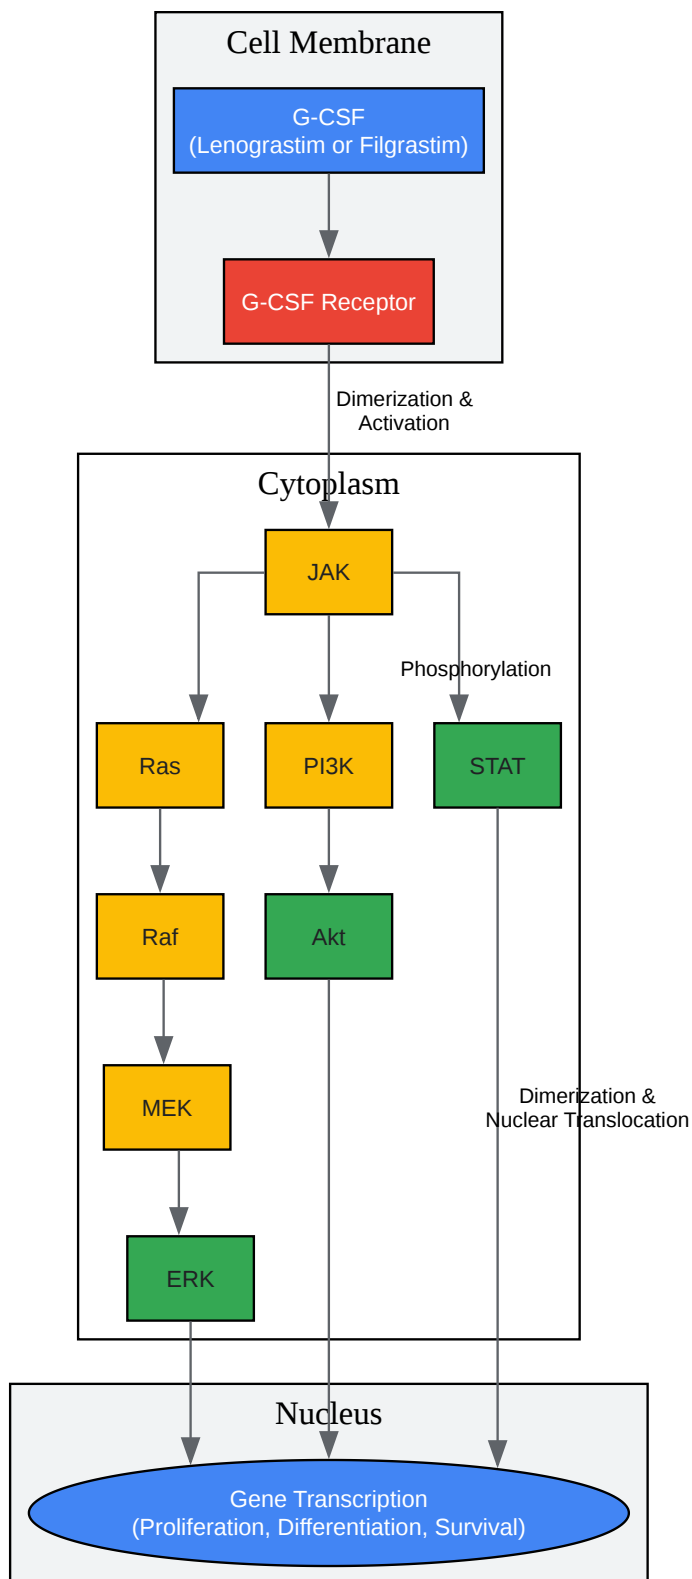 Cell Membrane
G-CSF
(Lenograstim or Filgrastim)
G-CSF Receptor
Dimerization &
Activation
Cytoplasm
JAK
Phosphorylation
Ras
PI3K
STAT
Raf
Akt
MEK
Dimerization &
Nuclear Translocation
ERK
Nucleus
Gene Transcription
(Proliferation, Differentiation, Survival)